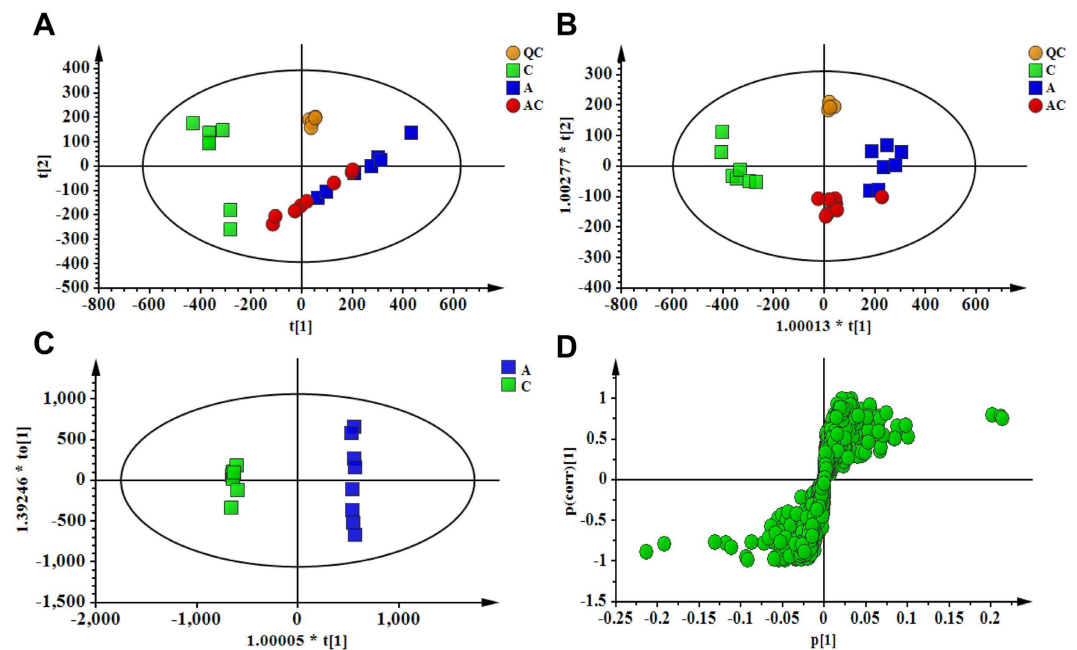 A
t[2]
400
300
200
100
0
-100
-200
-300
-400
-500
-800 -600 -400 -200 0 200 400 600
t[1]
QC
C
A
AC
B
1.002777 * t[2]
300
200
100
0
-100
-200
-300
-400
-800 -600 -400 -200 0 200 400 600
1.00013 * t[1]
QC
C
A
AC
C
1.39246 * to[1]
1,000
500
0
-500
-1,000
-1,500
-2,000 -1,000 0 1,000
1.00005 * t[1]
A
C
D
p(corr)[1]
1
0.5
0
-0.5
-1
-1.5
-0.25 -0.2 -0.15 -0.1 -0.05 0 0.05 0.1 0.15 0.2
p[1]